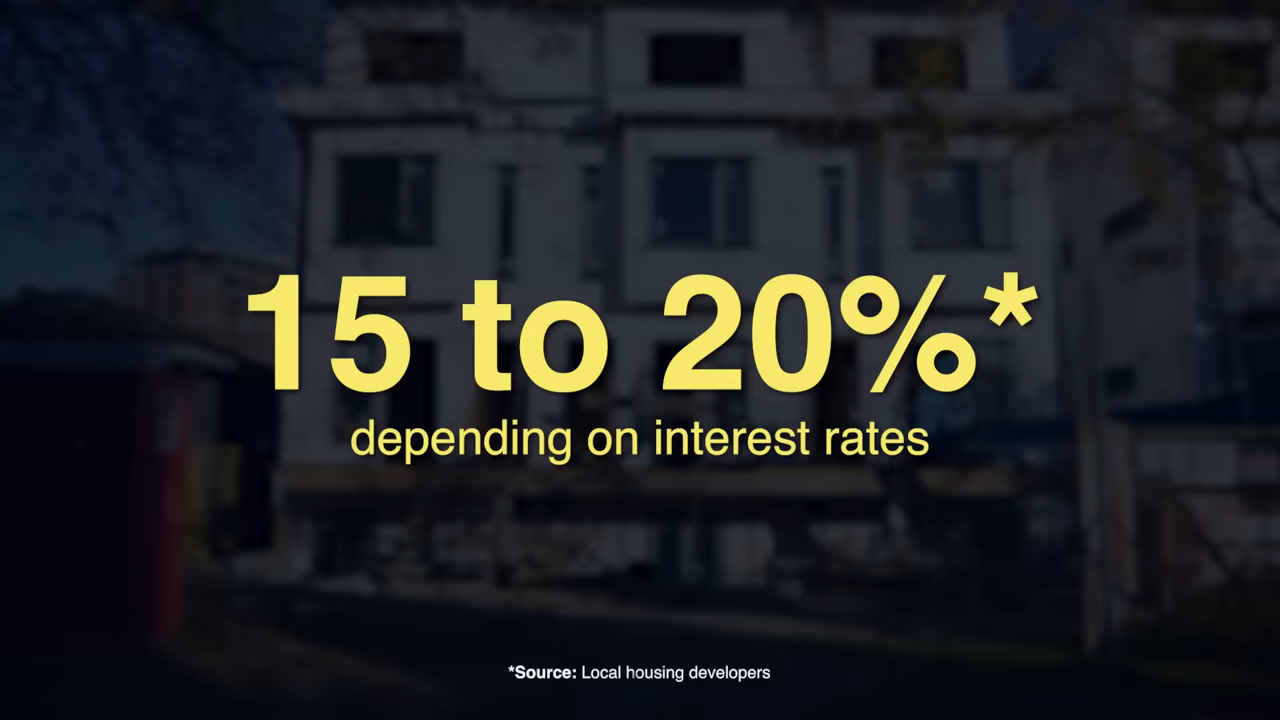 15 to 20%*
depending on interest rates
*Source: Local housing developers